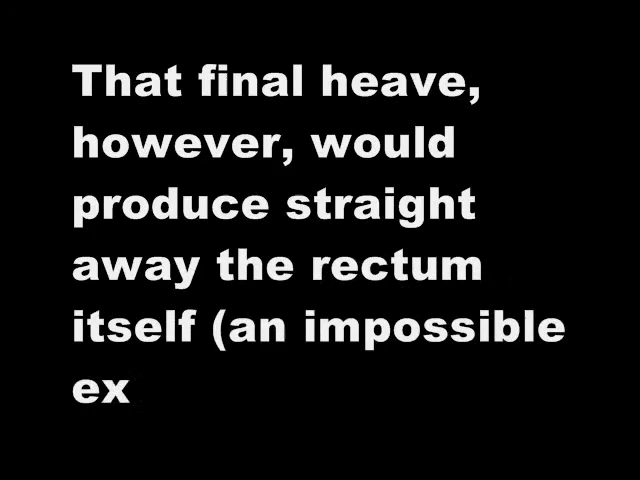 That final heave,
however, would
produce straight
away the rectum
itself (an impossible
ex